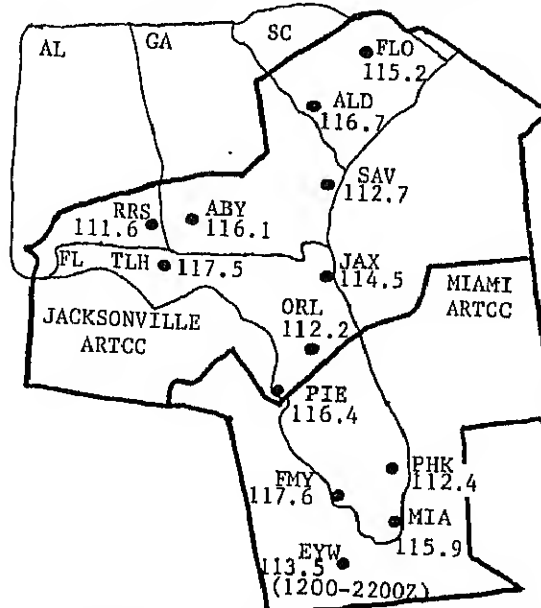 AL
GA
SC
FLO
115.2
ALD
116.7
SAV
112.7
RRS
111.6
ABY
116.1
FL
TLH
117.5
JAX
114.5
MIAMI
ARTCC
JACKSONVILLE
ARTCC
ORL
112.2
PIE
116.4
PHK
112.4
FMY
117.6
MIA
115.9
EYW
113.5
(1200-2200Z)